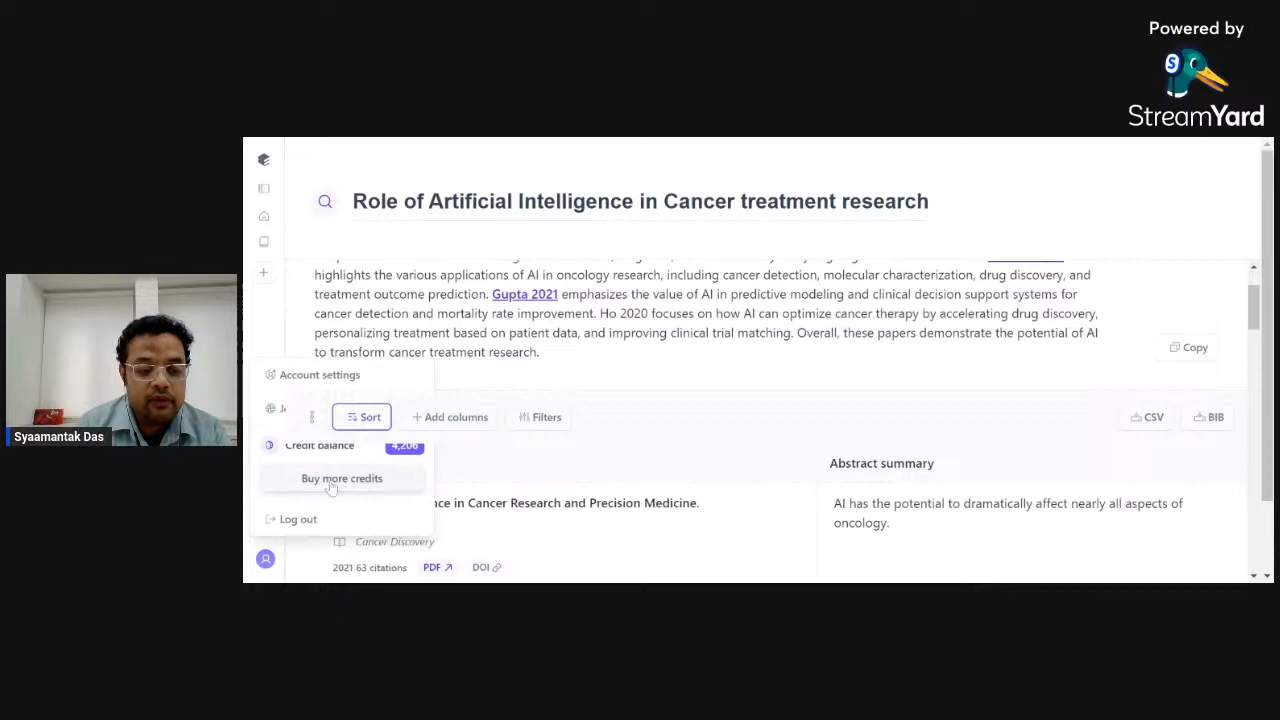 Powered by
StreamYard
Role of Artificial Intelligence in Cancer treatment research
highlights the various applications of AI in oncology research, including cancer detection, molecular characterization, drug discovery, and
treatment outcome prediction. Gupta 2021 emphasizes the value of AI in predictive modeling and clinical decision support systems for
cancer detection and mortality rate improvement. Ho 2020 focuses on how AI can optimize cancer therapy by accelerating drug discovery,
personalizing treatment based on patient data, and improving clinical trial matching. Overall, these papers demonstrate the potential of AI
to transform cancer treatment research.
Copy
Account settings
Sort
Add columns
Filters
CSV
BIB
Credit balance 4,206
Buy more credits
Log out
Abstract summary
ce in Cancer Research and Precision Medicine.
AI has the potential to dramatically affect nearly all aspects of
oncology.
Cancer Discovery
2021 63 citations PDF DOI
Syaamantak Das